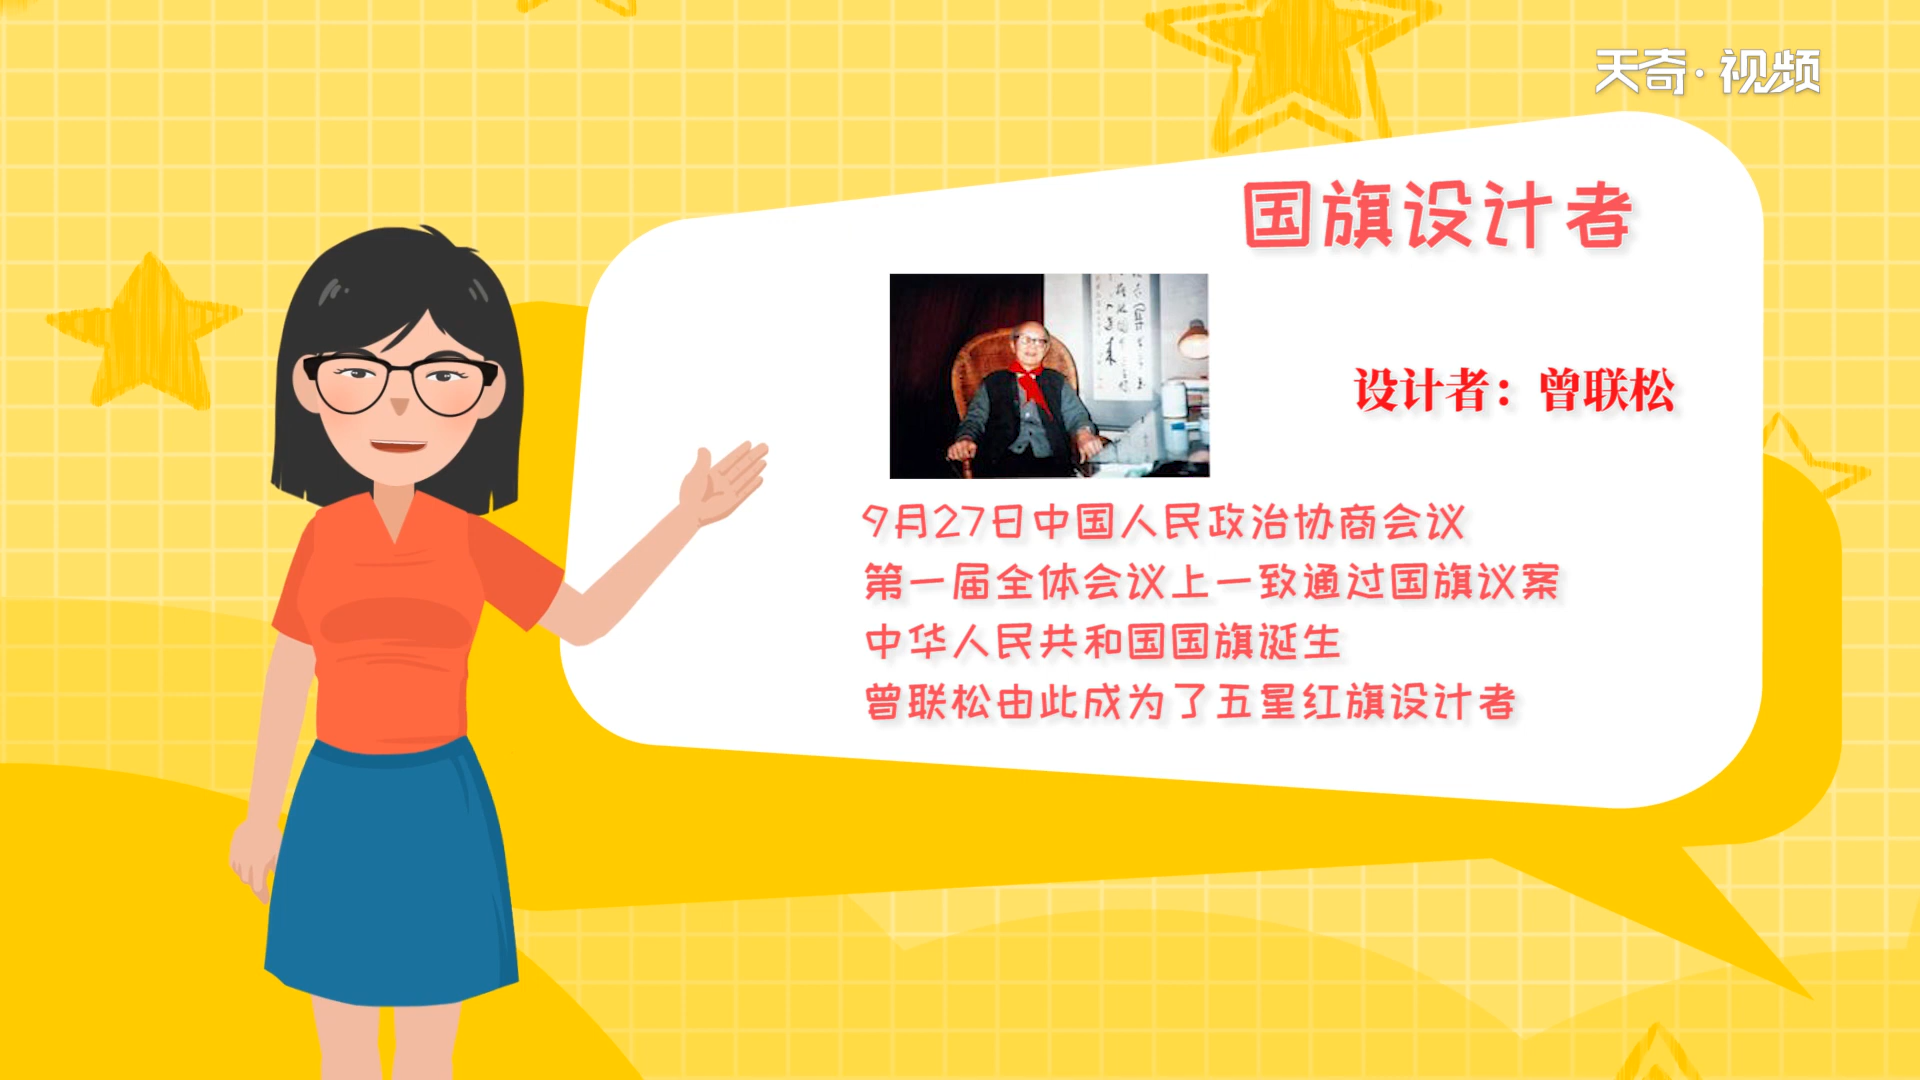 天奇·视频
国旗设计者
设计者：曾联松
9月27日中国人民政治协商会议
第一届全体会议上一致通过国旗议案
中华人民共和国国旗诞生
曾联松由此成为了五星红旗设计者